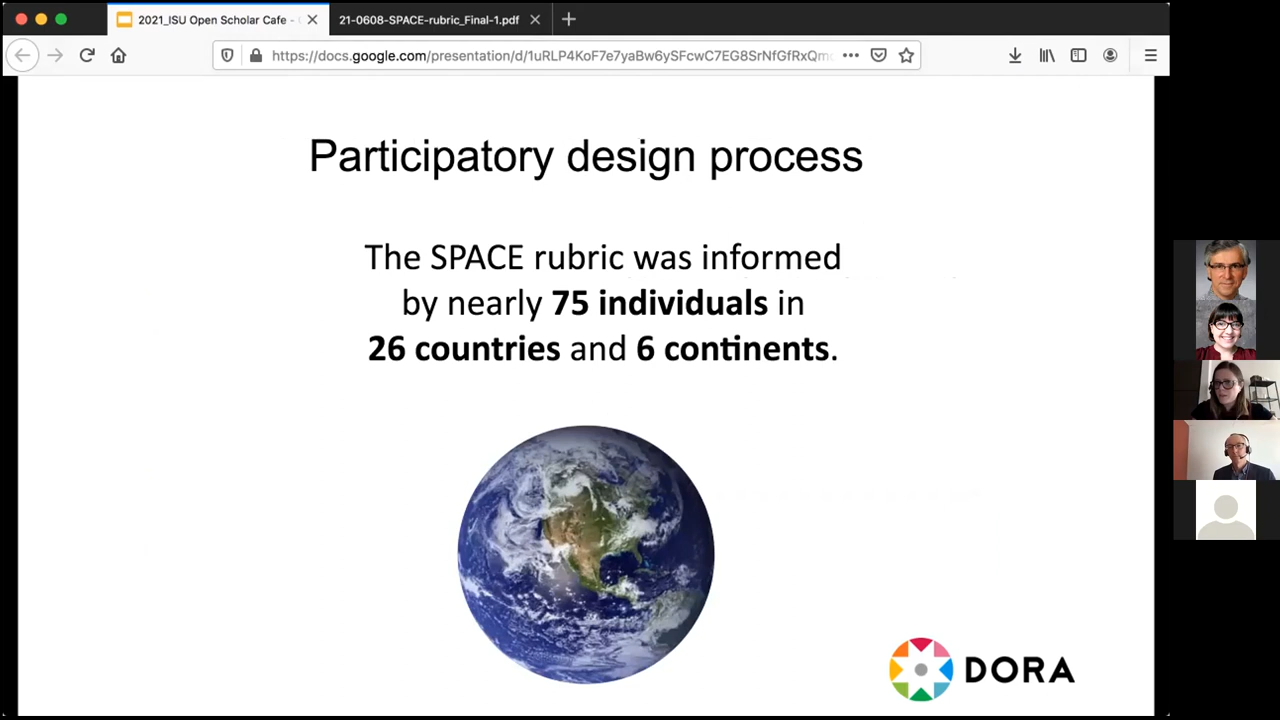 2021_ISU Open Scholar Cafe -
21-0608-SPACE-rubric_Final-1.pdf
https://docs.google.com/presentation/d/1uRLP4KoF7e7yaBw6ySFcwC7EG8SrNfGfRxQm
Participatory design process
The SPACE rubric was informed
by nearly 75 individuals in
26 countries and 6 continents.
DORA